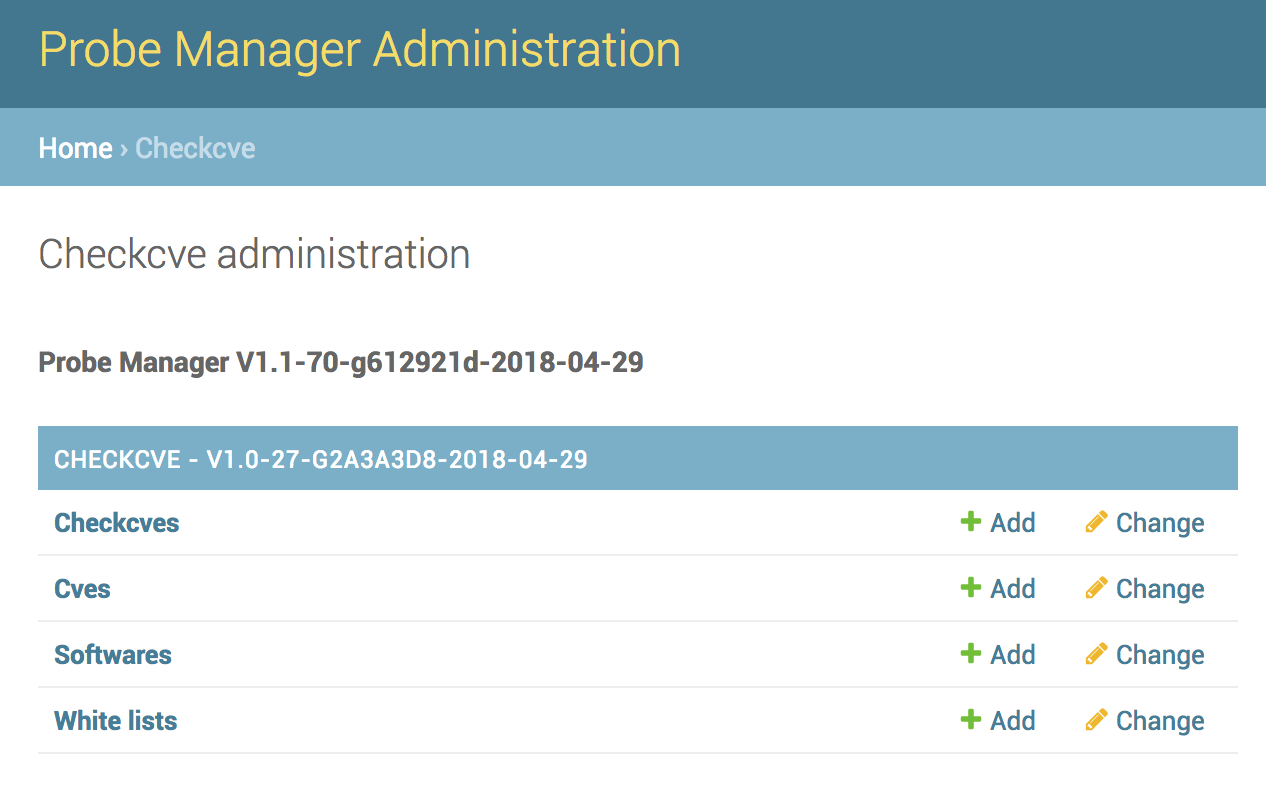 Probe Manager Administration
Home › Checkcve
Checkcve administration
Probe Manager V1.1-70-g612921d-2018-04-29
CHECKCVE - V1.0-27-G2A3A3D8-2018-04-29
Checkcves Add Change
Cves Add Change
Softwares Add Change
White lists Add Change